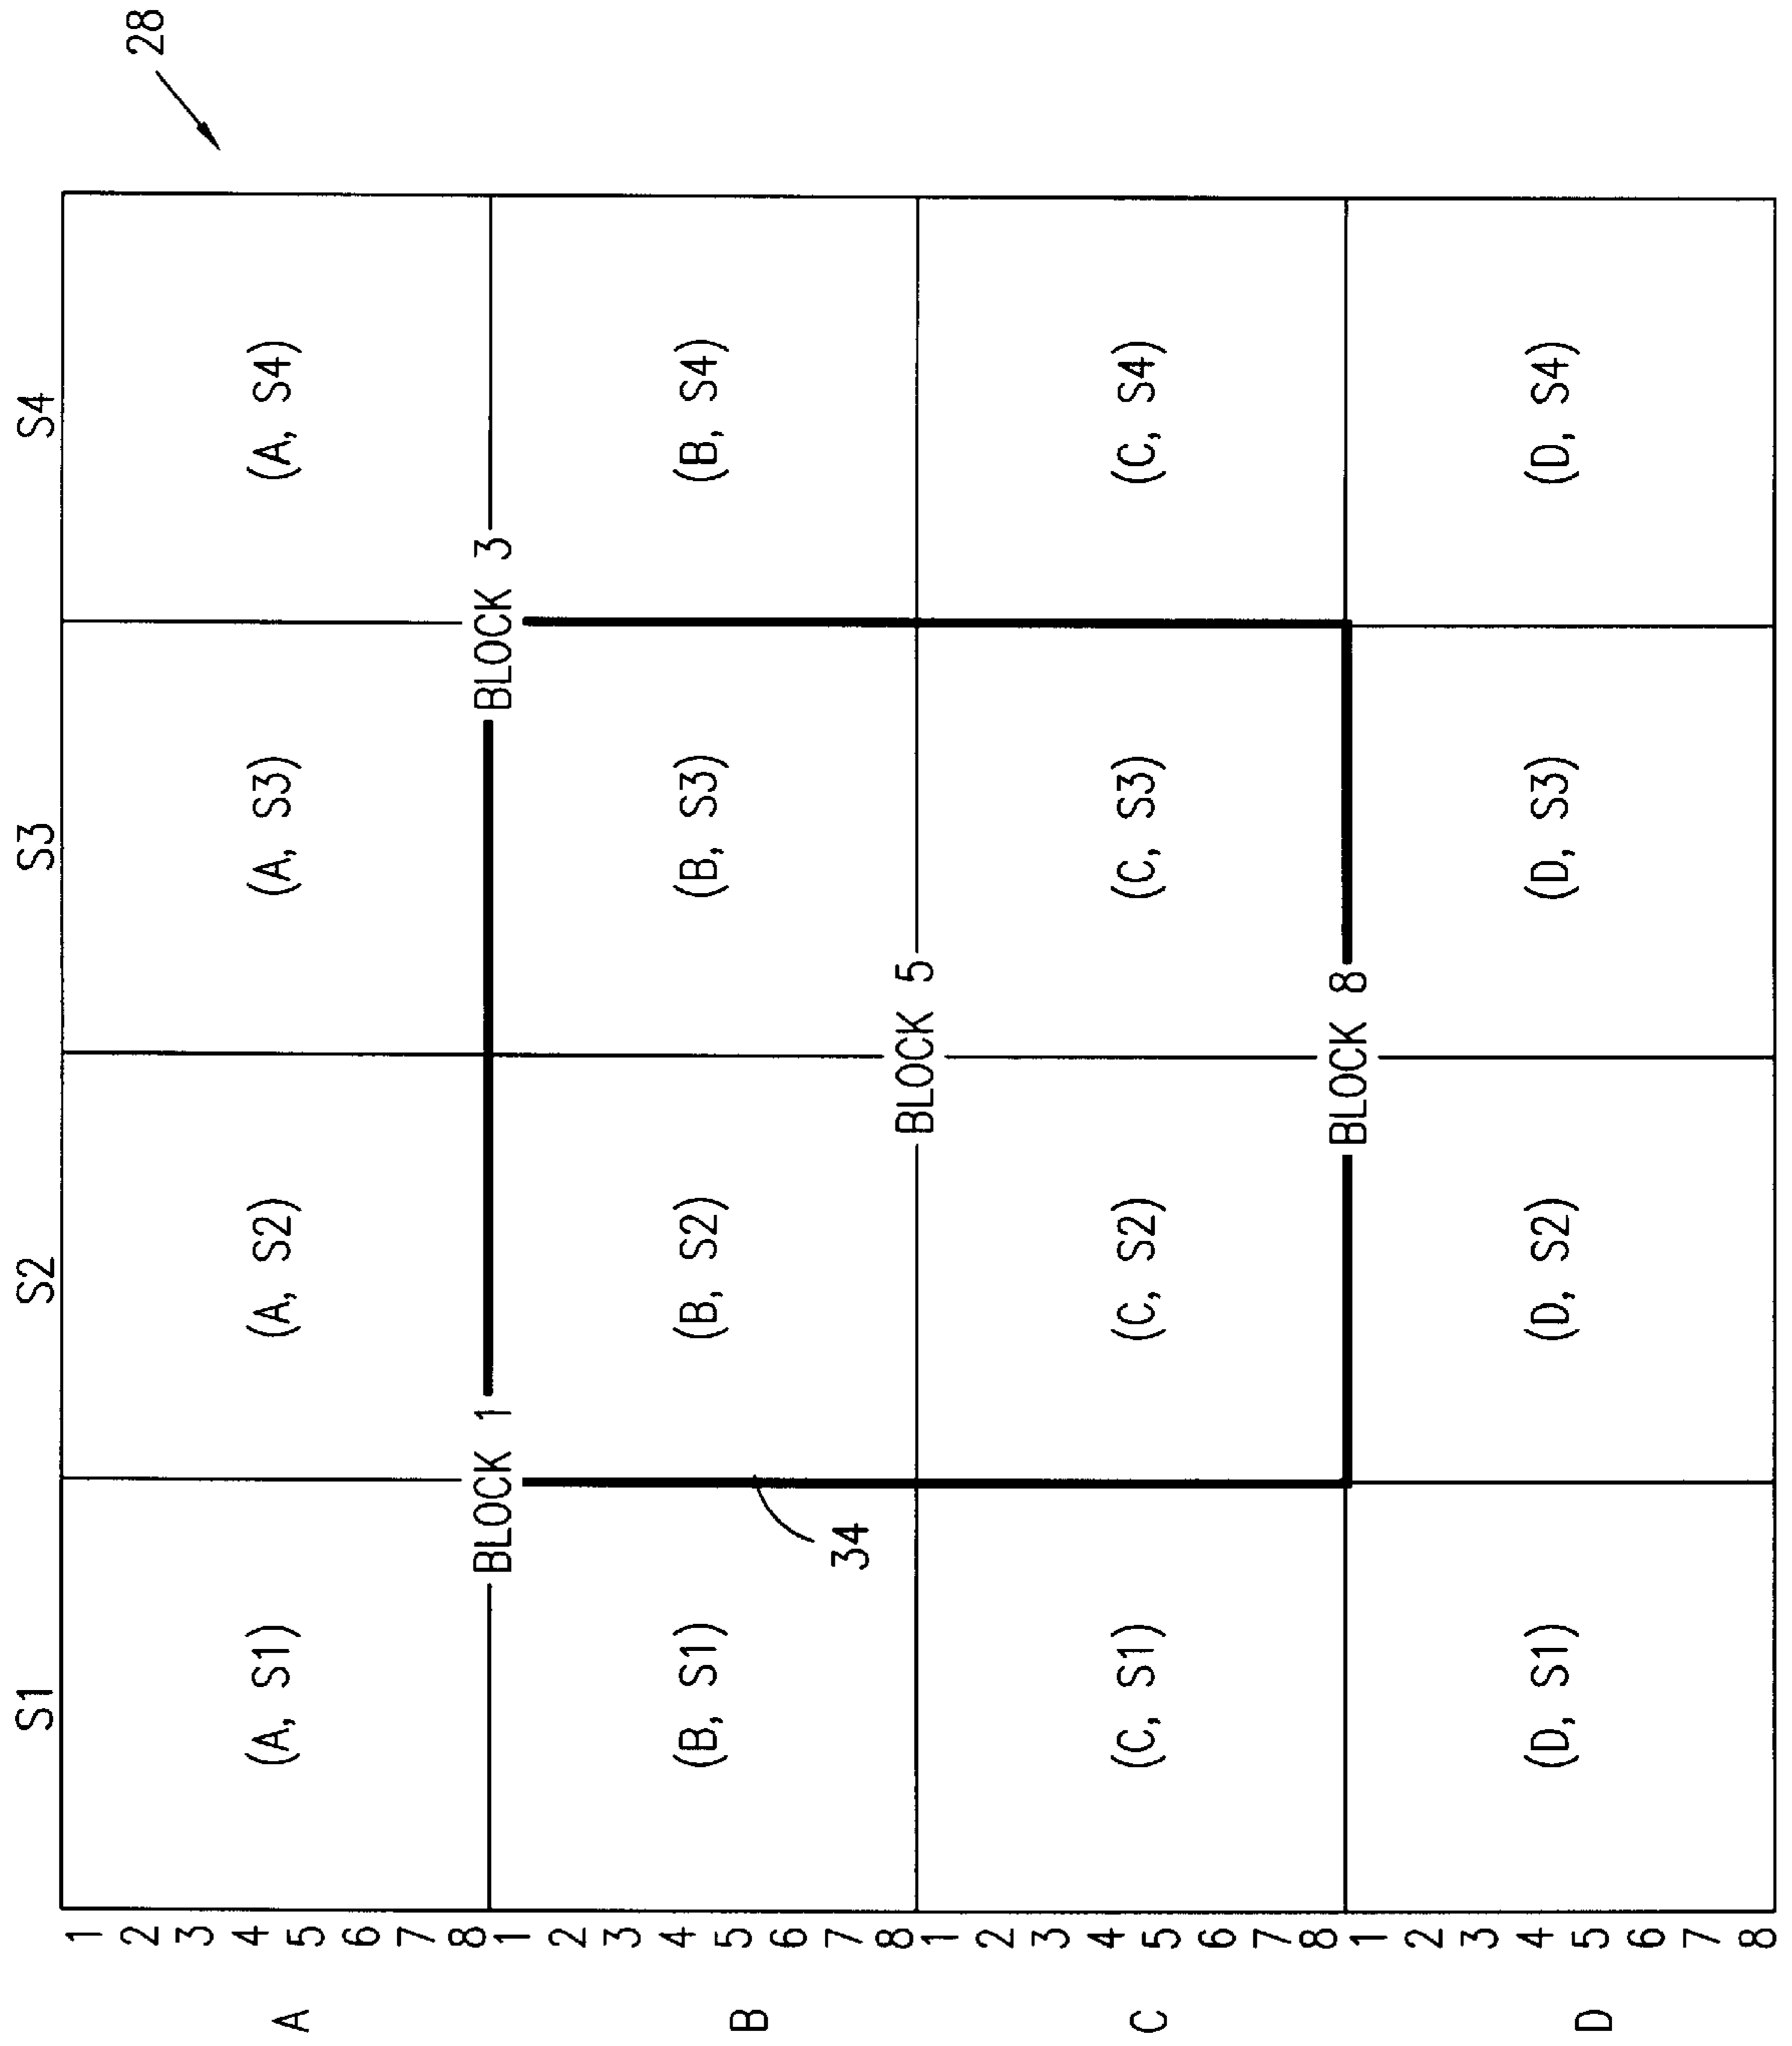 28
S1 S2 S3 S4
A
1
2
3
4
5
6
7
8
(A, S1) (A, S2) (A, S3) (A, S4)
BLOCK 1 BLOCK 3
B
1
2
3
4
5
6
7
8
(B, S1) (B, S2) (B, S3) (B, S4)
34
BLOCK 5
C
1
2
3
4
5
6
7
8
(C, S1) (C, S2) (C, S3) (C, S4)
BLOCK 8
D
1
2
3
4
5
6
7
8
(D, S1) (D, S2) (D, S3) (D, S4)